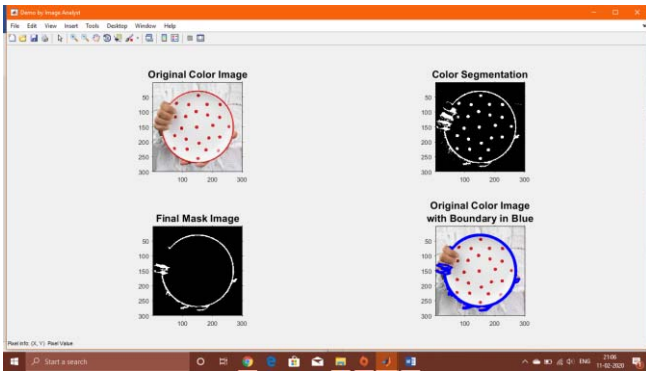 Demo by Image Analyst
File Edit View Insert Tools Desktop Window Help
Original Color Image
50
100
150
200
250
300
100 200 300
Color Segmentation
50
100
150
200
250
300
100 200 300
Final Mask Image
50
100
150
200
250
300
100 200 300
Original Color Image
with Boundary in Blue
50
100
150
200
250
300
100 200 300
Pixel info: (X, Y) Pixel Value
Start a search
ENG
21:06
11-02-2020